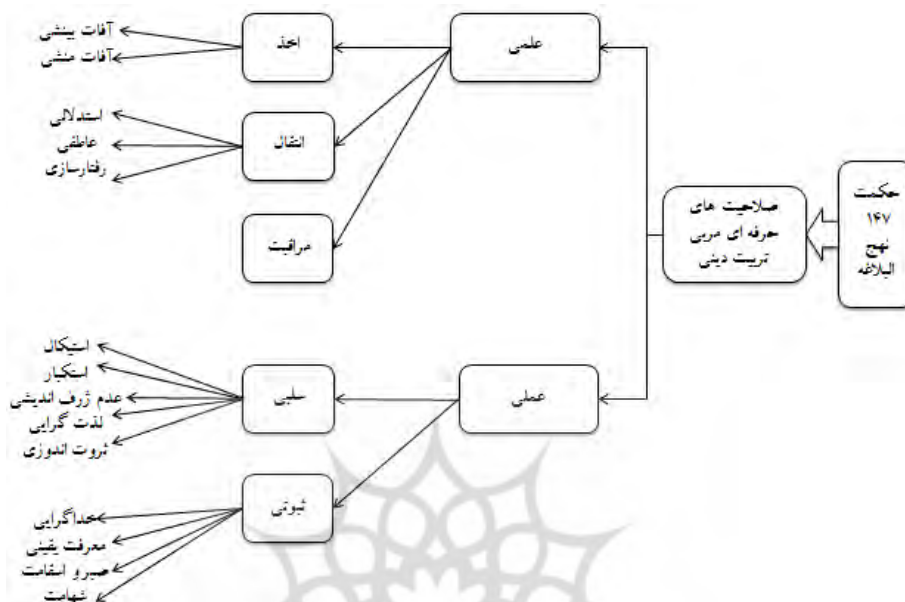 حکمت
۱۴۷
نهج
البلاغه
صلاحیت های
حرفه ای مربی
تربیت دینی
علمی
اخذ
آفات بینشی
آفات منشی
انتقال
استدلالی
عاطفی
رفتارسازی
مراقبت
عملی
سلبی
استیکال
استکبار
عدم ژرف اندیشی
لذت گرایی
ثروت اندوزی
ثبوتی
خداگرایی
معرفت یقینی
صبر و اسقامت
شهامت